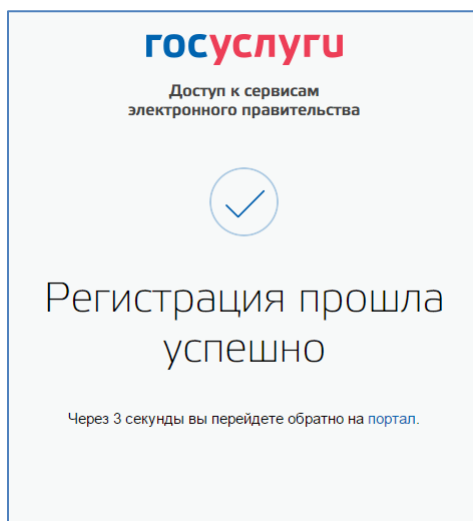 госуслуги
Доступ к сервисам
электронного правительства
Регистрация прошла
успешно
Через 3 секунды вы перейдете обратно на портал.